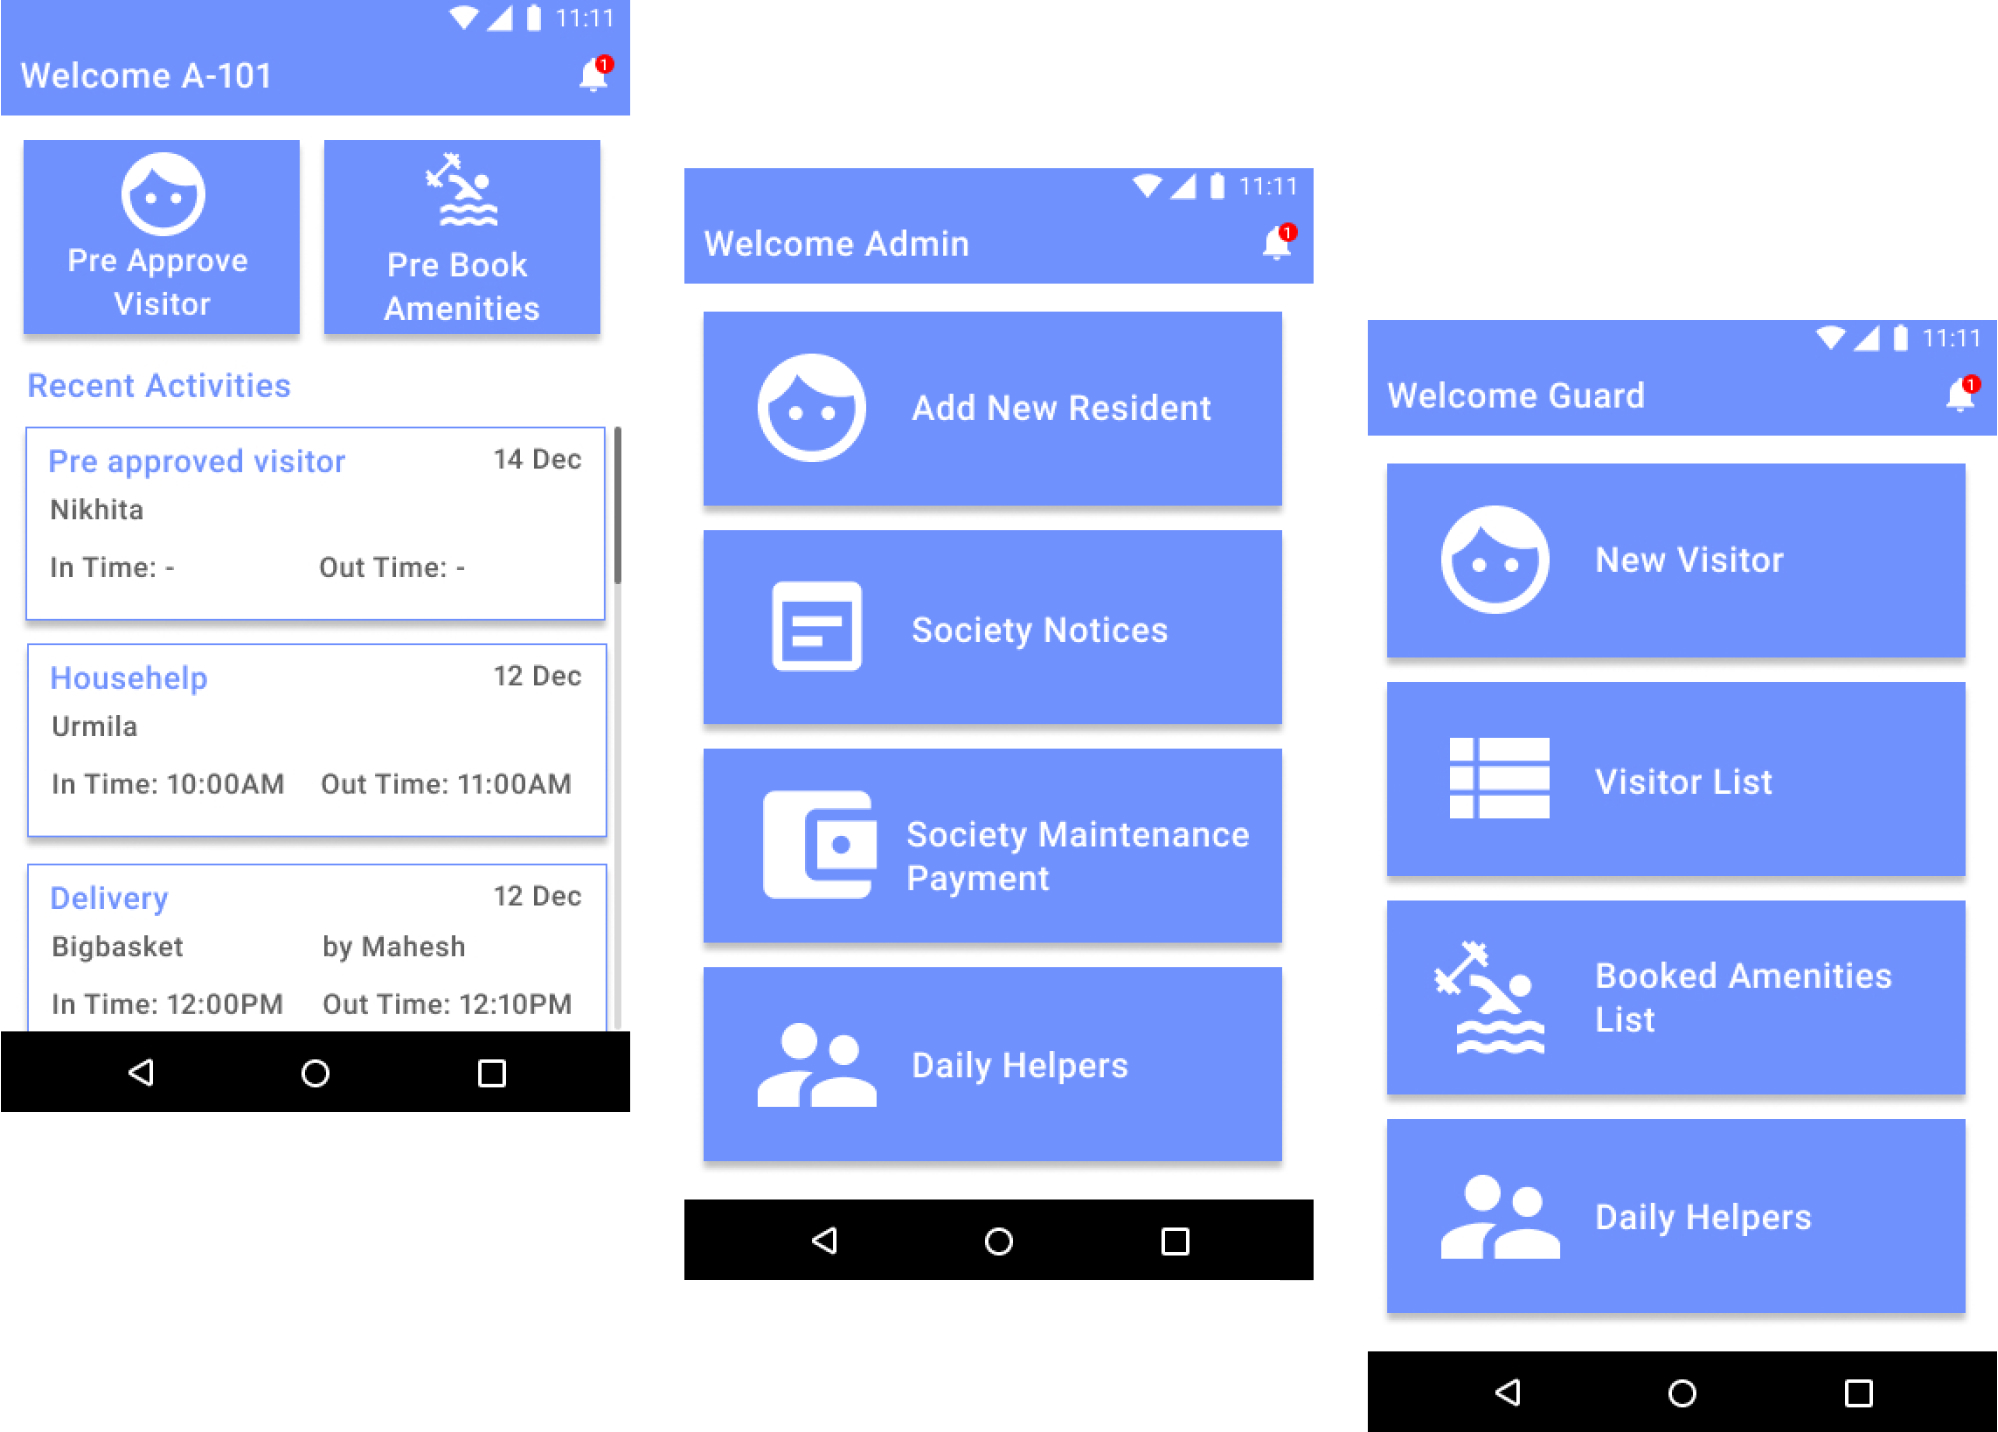 11:11
Welcome A-101
1
Pre Approve
Visitor
Pre Book
Amenities
Recent Activities
Pre approved visitor 14 Dec
Nikhita
In Time: - Out Time: -
Househelp 12 Dec
Urmila
In Time: 10:00AM Out Time: 11:00AM
Delivery 12 Dec
Bigbasket by Mahesh
In Time: 12:00PM Out Time: 12:10PM
11:11
Welcome Admin
1
Add New Resident
Society Notices
Society Maintenance
Payment
Daily Helpers
11:11
Welcome Guard
1
New Visitor
Visitor List
Booked Amenities
List
Daily Helpers